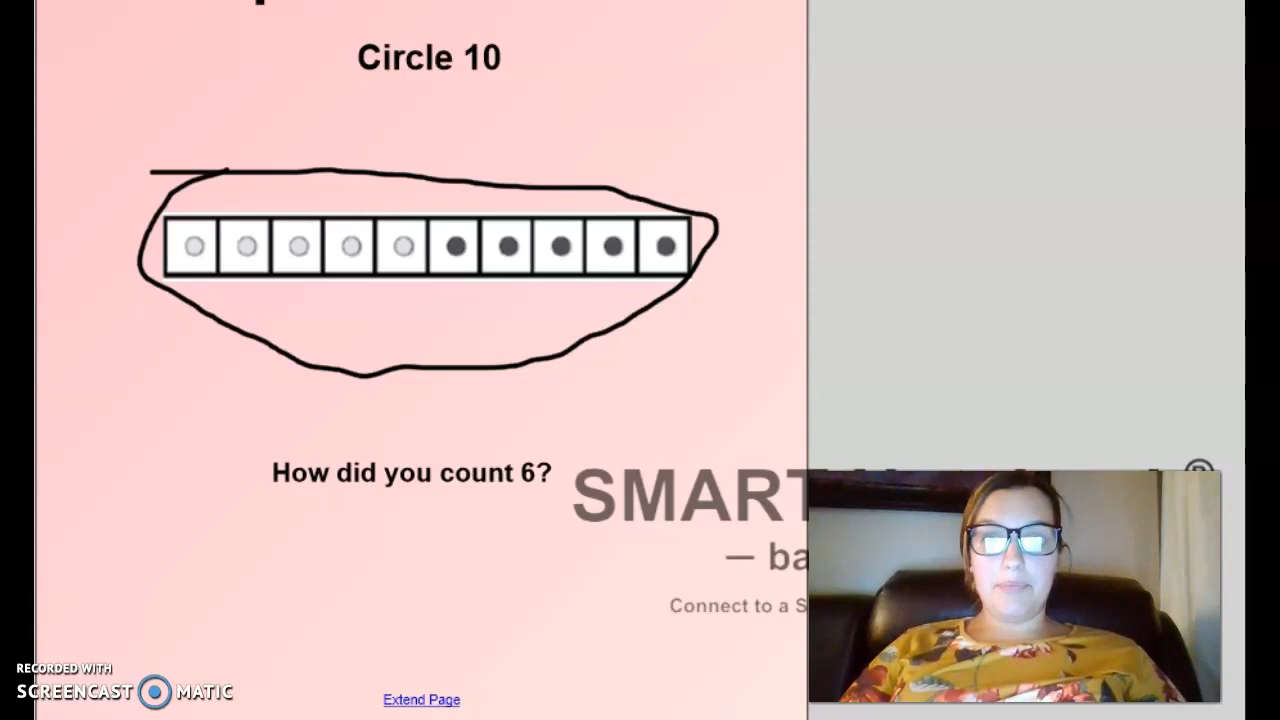 Circle 10
How did you count 6?
SMART
— ba
Connect to a S
RECORDED WITH
SCREENCAST MATIC
Extend Page